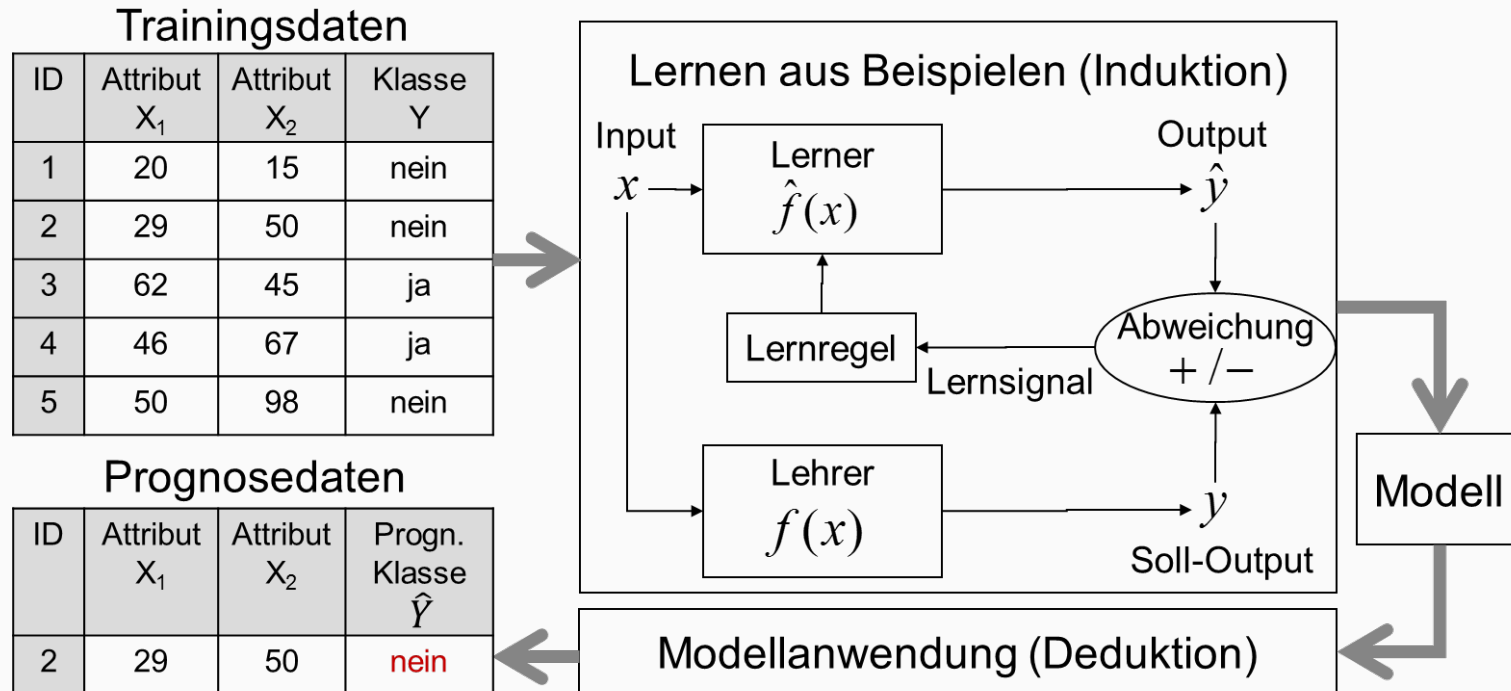 Trainingsdaten
ID Attribut X₁ Attribut X₂ Klasse Y
1 20 15 nein
2 29 50 nein
3 62 45 ja
4 46 67 ja
5 50 98 nein
Prognosedaten
ID Attribut X₁ Attribut X₂ Progn. Klasse Ŷ
2 29 50 nein
Lernen aus Beispielen (Induktion)
Input
x
Lerner
f̂(x)
Output
ŷ
Lernregel
Lernsignal
Abweichung
+ / −
Lehrer
f(x)
y
Soll-Output
Modell
Modellanwendung (Deduktion)